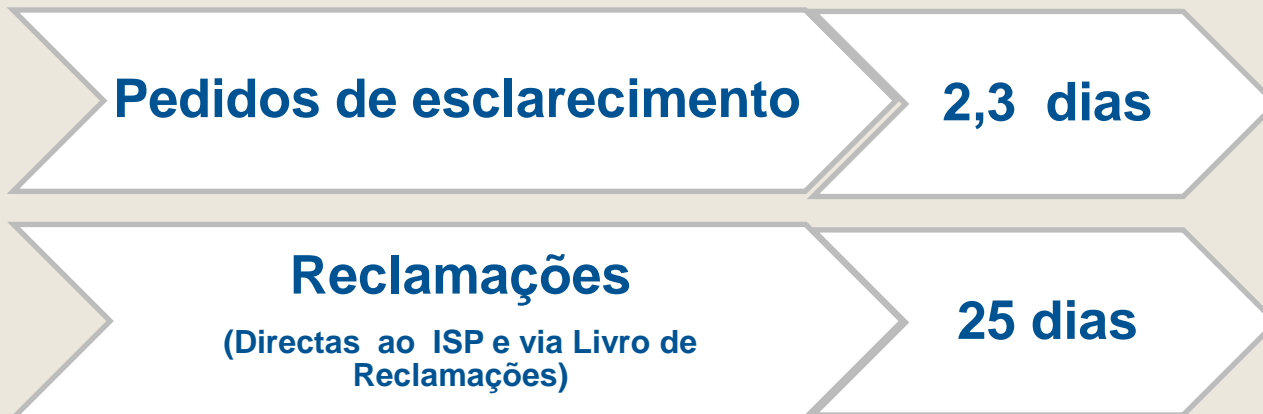 Pedidos de esclarecimento
2,3 dias
Reclamações
(Directas ao ISP e via Livro de
Reclamações)
25 dias